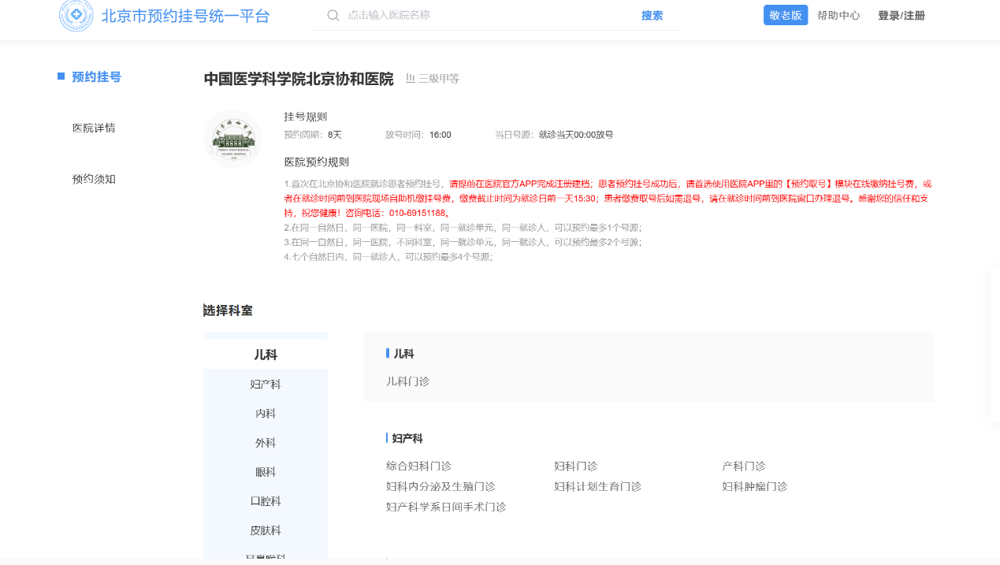 北京市预约挂号统一平台
点击输入医院名称
搜索
敬老版
帮助中心
登录/注册
预约挂号
医院详情
预约须知
中国医学科学院北京协和医院
三级甲等
挂号规则
预约周期： 8天 放号时间： 16:00 当日号源： 就诊当天00:00放号
医院预约规则
1.首次在北京协和医院就诊患者预约挂号，请提前在医院官方APP完成注册建档；患者预约挂号成功后，请首选使用医院APP里的【预约取号】模块在线缴纳挂号费，或
者在就诊时间前到医院现场自助机缴挂号费，缴费截止时间为就诊日前一天15:30；患者缴费取号后如需退号，请在就诊时间前到医院窗口办理退号。感谢您的信任和支
持，祝您健康！咨询电话：010-69151188。
2.在同一自然日，同一医院，同一科室，同一就诊单元，同一就诊人，可以预约最多1个号源；
3.在同一自然日，同一医院，不同科室，同一就诊单元，同一就诊人，可以预约最多2个号源；
4.七个自然日内，同一就诊人，可以预约最多4个号源；
选择科室
儿科
妇产科
内科
外科
眼科
口腔科
皮肤科
耳鼻喉科
儿科
儿科门诊
妇产科
综合妇科门诊 妇科门诊 产科门诊
妇科内分泌及生殖门诊 妇科计划生育门诊 妇科肿瘤门诊
妇产科学系日间手术门诊